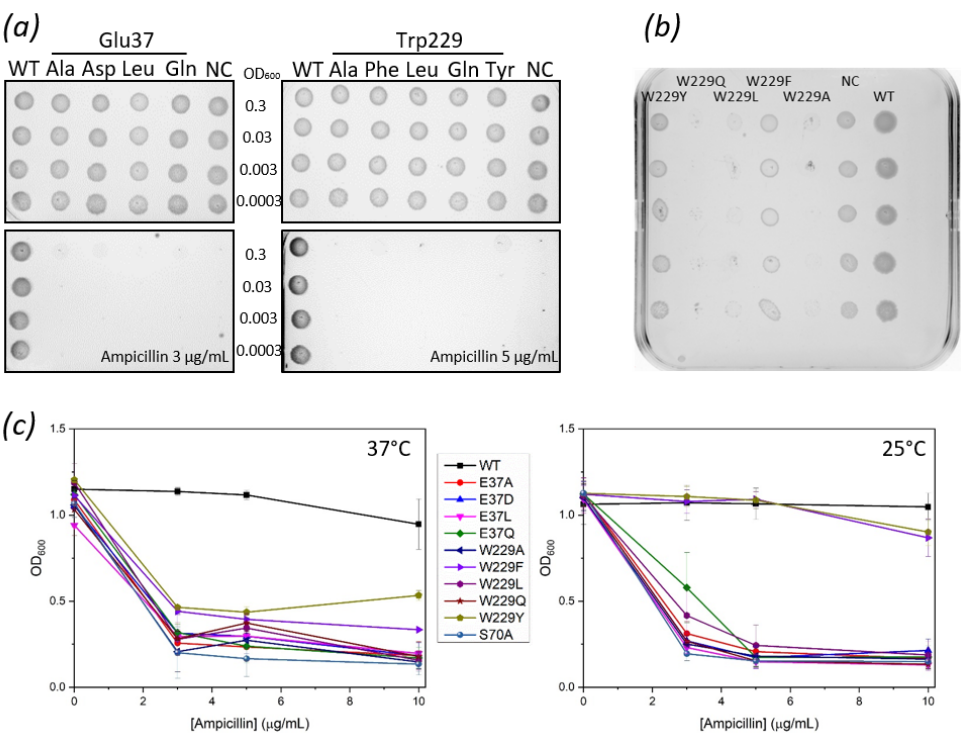 (a)
Glu37
WT Ala Asp Leu Gln NC
OD600
Trp229
WT Ala Phe Leu Gln Tyr NC
0.3
0.03
0.003
0.0003
0.3
0.03
0.003
0.0003
Ampicillin 3 µg/mL
Ampicillin 5 µg/mL
(b)
W229Q W229F NC
W229Y W229L W229A WT
(c)
37°C
1.5
1.0
0.5
0.0
OD600
0 2 4 6 8 10
[Ampicillin] (µg/mL)
WT
E37A
E37D
E37L
E37Q
W229A
W229F
W229L
W229Q
W229Y
S70A
25°C
1.5
1.0
0.5
0.0
OD600
0 2 4 6 8 10
[Ampicillin] (µg/mL)